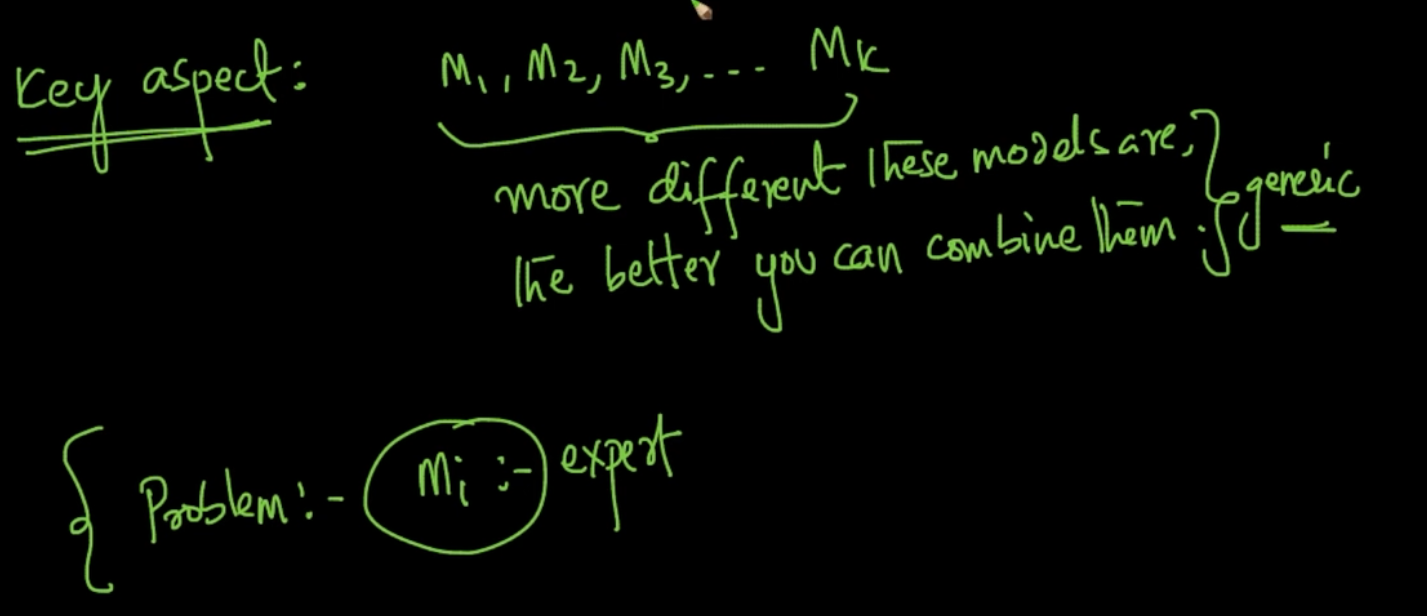 Key aspect: M1, M2, M3, ... Mk
more different these models are,
the better you can combine them.
generic
Problem:- Mi :- expert